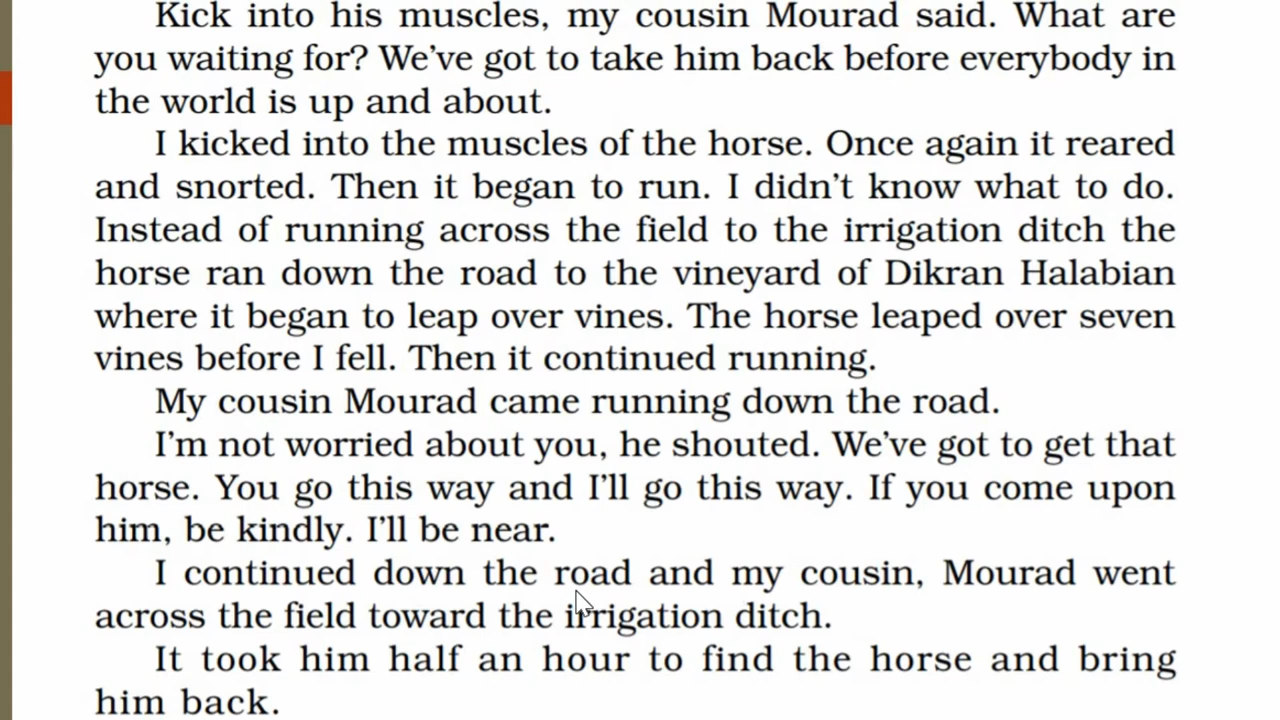 Kick into his muscles, my cousin Mourad said. What are
you waiting for? We’ve got to take him back before everybody in
the world is up and about.
I kicked into the muscles of the horse. Once again it reared
and snorted. Then it began to run. I didn’t know what to do.
Instead of running across the field to the irrigation ditch the
horse ran down the road to the vineyard of Dikran Halabian
where it began to leap over vines. The horse leaped over seven
vines before I fell. Then it continued running.
My cousin Mourad came running down the road.
I’m not worried about you, he shouted. We’ve got to get that
horse. You go this way and I’ll go this way. If you come upon
him, be kindly. I’ll be near.
I continued down the road and my cousin, Mourad went
across the field toward the irrigation ditch.
It took him half an hour to find the horse and bring
him back.